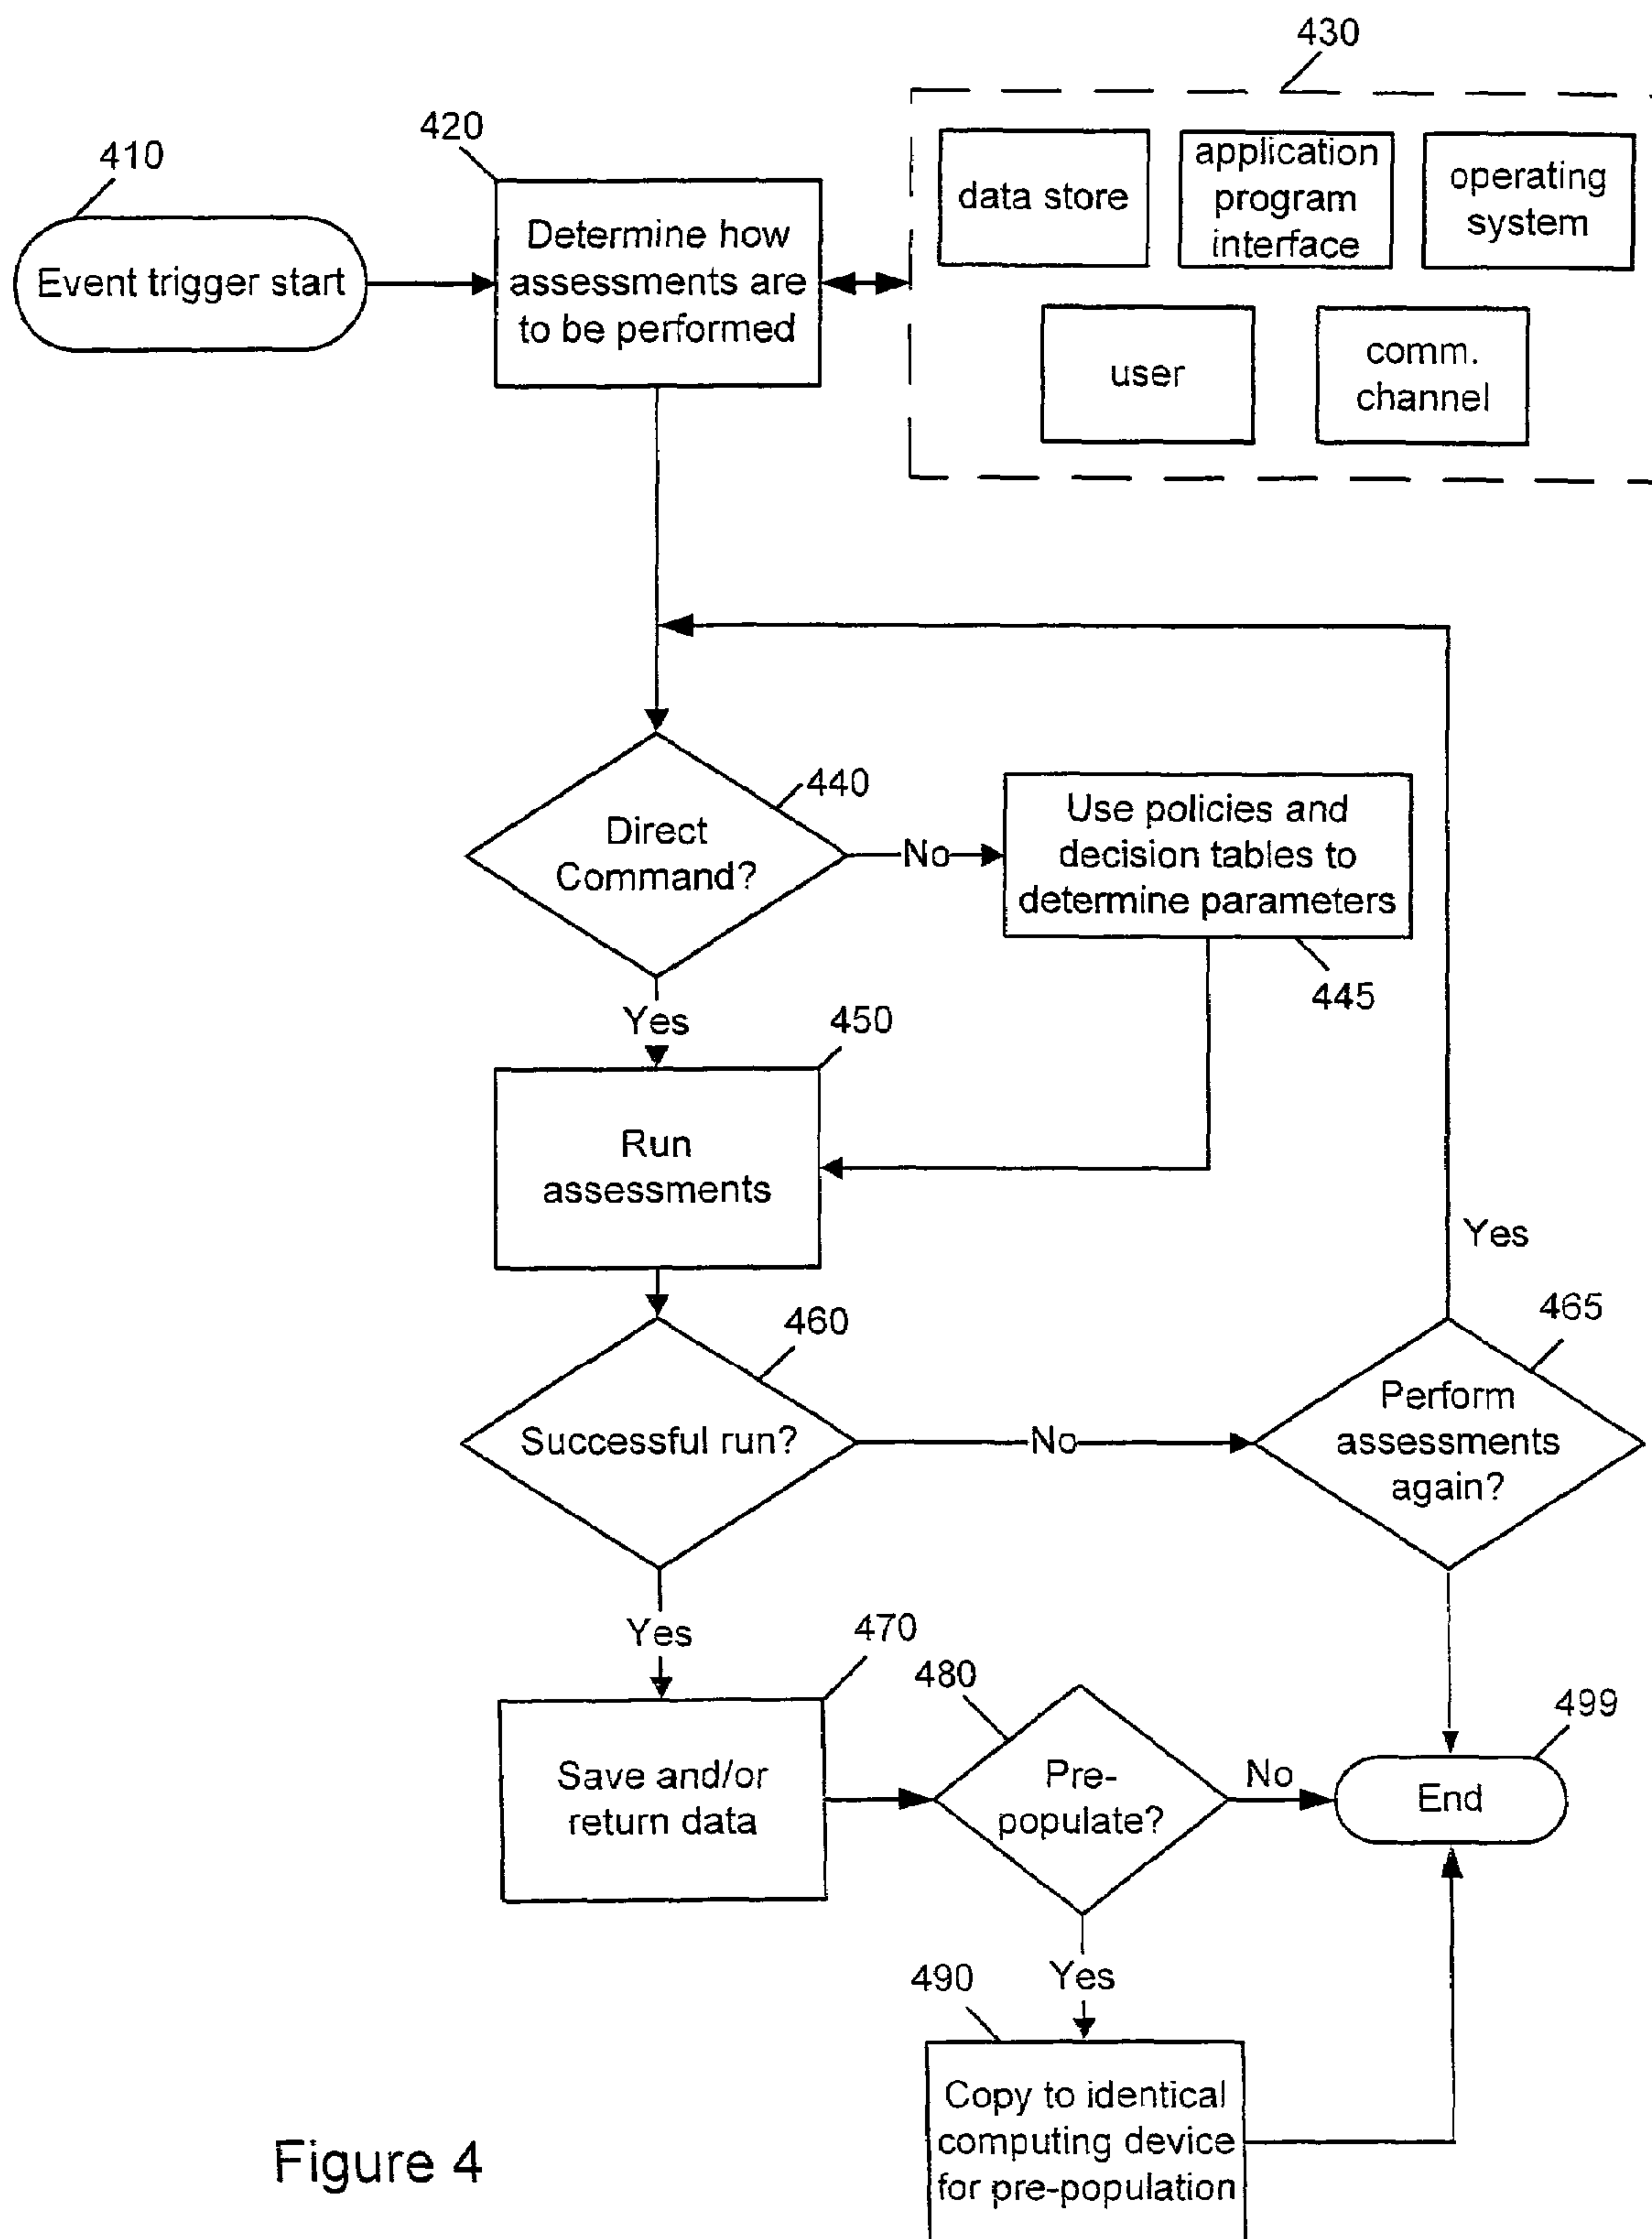 430
420
410
data store
application
program
interface
operating
system
Event trigger start
Determine how
assessments are
to be performed
user
comm.
channel
440
Direct
Command?
No
Use policies and
decision tables to
determine parameters
445
Yes
450
Run
assessments
Yes
465
460
Successful run?
No
Perform
assessments
again?
Yes
470
480
499
Save and/or
return data
Pre-
populate?
No
End
490
Yes
Copy to identical
computing device
for pre-population
Figure 4